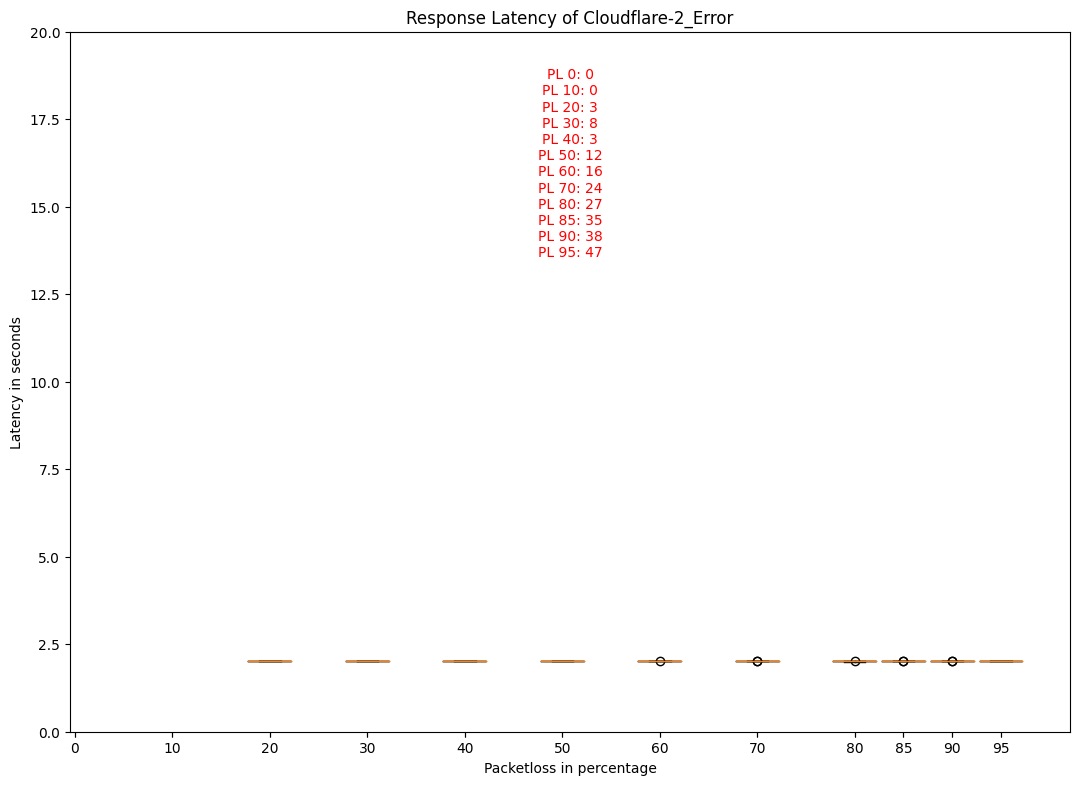 Response Latency of Cloudflare-2_Error
20.0
17.5
15.0
12.5
10.0
7.5
5.0
2.5
0.0
Latency in seconds
PL 0: 0
PL 10: 0
PL 20: 3
PL 30: 8
PL 40: 3
PL 50: 12
PL 60: 16
PL 70: 24
PL 80: 27
PL 85: 35
PL 90: 38
PL 95: 47
0 10 20 30 40 50 60 70 80 85 90 95
Packetloss in percentage